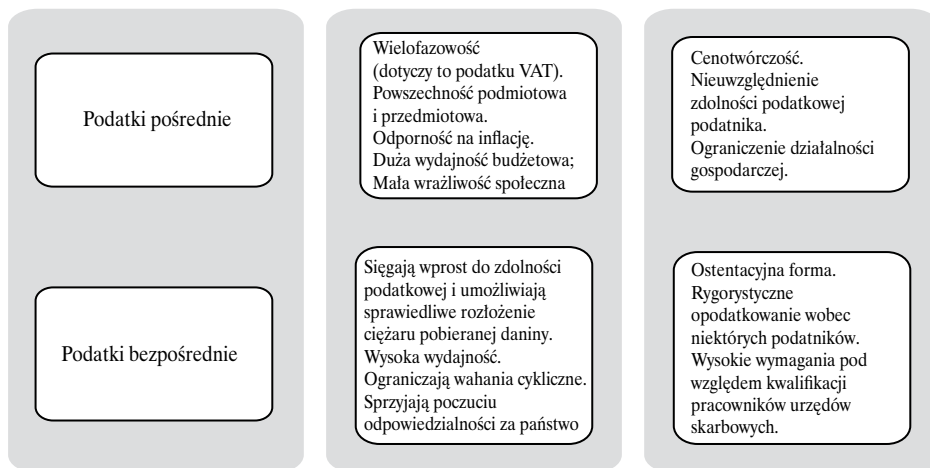 Podatki pośrednie
Wielofazowość
(dotyczy to podatku VAT).
Powszechność podmiotowa
i przedmiotowa.
Odporność na inflację.
Duża wydajność budżetowa;
Mała wrażliwość społeczna
Cenotwórczość.
Nieuwzględnienie
zdolności podatkowej
podatnika.
Ograniczenie działalności
gospodarczej.
Podatki bezpośrednie
Sięgają wprost do zdolności
podatkowej i umożliwiają
sprawiedliwe rozłożenie
ciężaru pobieranej daniny.
Wysoka wydajność.
Ograniczają wahania cykliczne.
Sprzyjają poczuciu
odpowiedzialności za państwo
Ostentacyjna forma.
Rygorystyczne
opodatkowanie wobec
niektórych podatników.
Wysokie wymagania pod
względem kwalifikacji
pracowników urzędów
skarbowych.